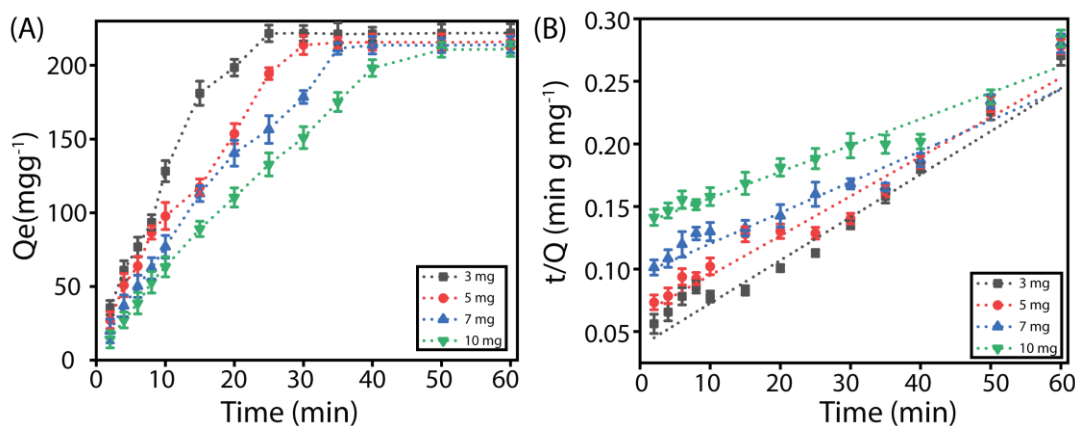 (A)
Qe(mgg-1)
200
150
100
50
0
0 10 20 30 40 50 60
Time (min)
3 mg
5 mg
7 mg
10 mg
(B)
t/Q (min g mg-1)
0.30
0.25
0.20
0.15
0.10
0.05
0 10 20 30 40 50 60
Time (min)
3 mg
5 mg
7 mg
10 mg